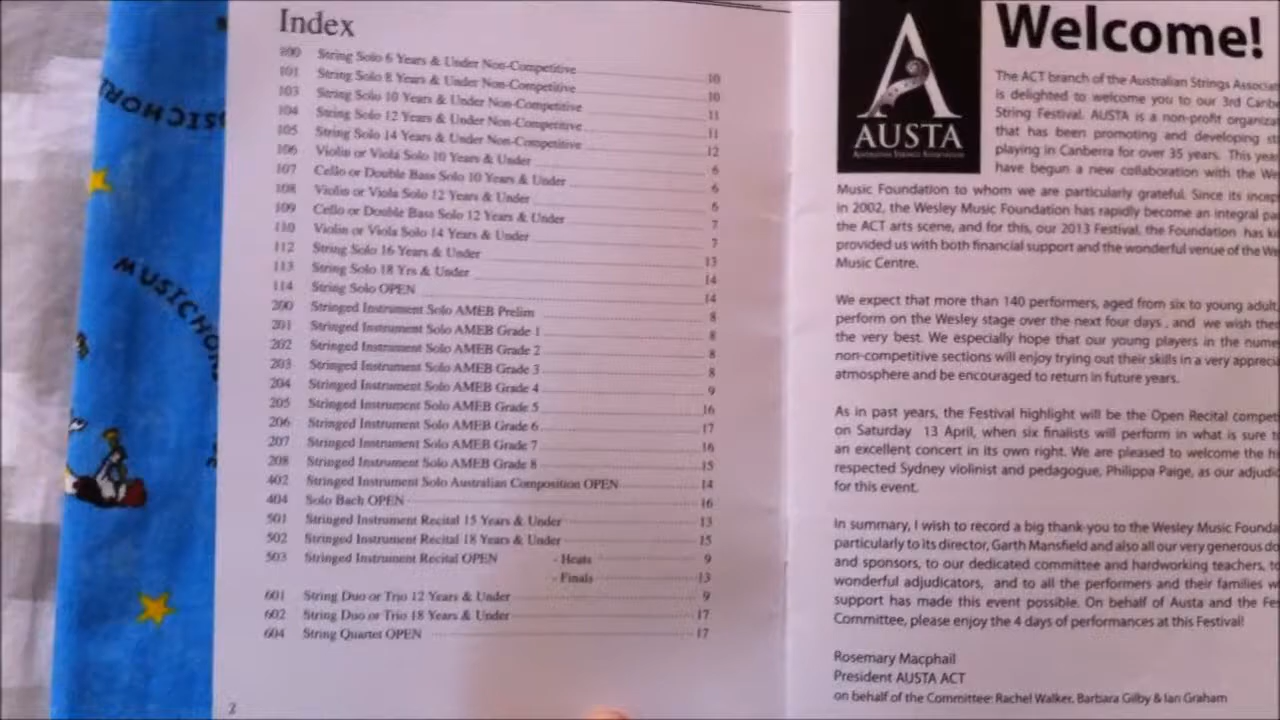 Index
100 String Solo 6 Years & Under Non-Competitive 10
101 String Solo 8 Years & Under Non-Competitive 10
103 String Solo 10 Years & Under Non-Competitive 11
104 String Solo 12 Years & Under Non-Competitive 11
105 String Solo 14 Years & Under Non-Competitive 12
106 Violin or Viola Solo 10 Years & Under 6
107 Cello or Double Bass Solo 10 Years & Under 6
108 Violin or Viola Solo 12 Years & Under 6
109 Cello or Double Bass Solo 12 Years & Under 7
110 Violin or Viola Solo 14 Years & Under 7
112 String Solo 16 Years & Under 13
113 String Solo 18 Yrs & Under 14
114 String Solo OPEN 14
200 Stringed Instrument Solo AMEB Prelim 8
201 Stringed Instrument Solo AMEB Grade 1 8
202 Stringed Instrument Solo AMEB Grade 2 8
203 Stringed Instrument Solo AMEB Grade 3 8
204 Stringed Instrument Solo AMEB Grade 4 9
205 Stringed Instrument Solo AMEB Grade 5 16
206 Stringed Instrument Solo AMEB Grade 6 17
207 Stringed Instrument Solo AMEB Grade 7 16
208 Stringed Instrument Solo AMEB Grade 8 15
402 Stringed Instrument Solo Australian Composition OPEN 14
404 Solo Bach OPEN 16
501 Stringed Instrument Recital 15 Years & Under 13
502 Stringed Instrument Recital 18 Years & Under 15
503 Stringed Instrument Recital OPEN - Heats 9
- Finals 13
601 String Duo or Trio 12 Years & Under 9
602 String Duo or Trio 18 Years & Under 17
604 String Quartet OPEN 17
2
AUSTA
Australian Strings Association
Welcome!
The ACT branch of the Australian Strings
is delighted to welcome you to our 3rd
String Festival. AUSTA is a non-profit
that has been promoting and developing
playing in Canberra for over 35 years. This
have begun a new collaboration with the
Music Foundation to whom we are particularly grateful. Since its
in 2002, the Wesley Music Foundation has rapidly become an integral
the ACT arts scene, and for this, our 2013 Festival, the Foundation has
provided us with both financial support and the wonderful venue of the
Music Centre.
We expect that more than 140 performers, aged from six to young
perform on the Wesley stage over the next four days , and we wish
the very best. We especially hope that our young players in the
non-competitive sections will enjoy trying out their skills in a very
atmosphere and be encouraged to return in future years.
As in past years, the Festival highlight will be the Open Recital
on Saturday 13 April, when six finalists will perform in what is sure
an excellent concert in its own right. We are pleased to welcome the
respected Sydney violinist and pedagogue, Philippa Paige, as our
for this event.
In summary, I wish to record a big thank-you to the Wesley Music
particularly to its director, Garth Mansfield and also all our very generous
and sponsors, to our dedicated committee and hardworking teachers,
wonderful adjudicators, and to all the performers and their families
support has made this event possible. On behalf of Austa and the
Committee, please enjoy the 4 days of performances at this Festival!
Rosemary Macphail
President AUSTA ACT
on behalf of the Committee: Rachel Walker, Barbara Gilby & Ian Graham